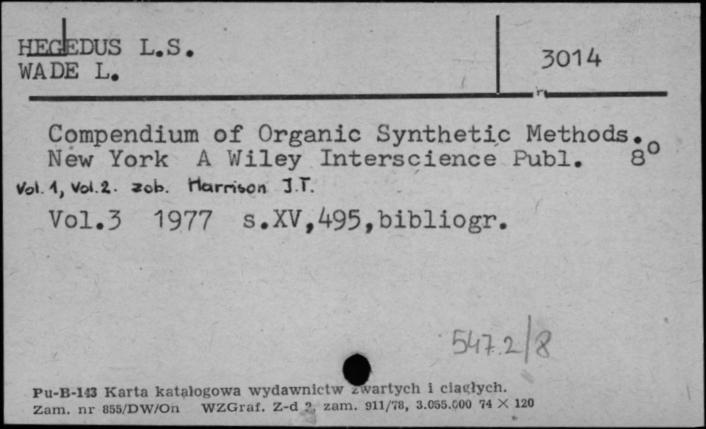 HEGEDUS L.S.
WADE L.
3014
Compendium of Organic Synthetic Methods.
New York A Wiley Interscience Publ. 8°
Vol.1, Vol.2. zob. Harrison I.T.
Vol.3 1977 s.XV,495,bibliogr.
547.2/8
Pu-B-143 Karta katalogowa wydawnictw zwartych i ciągłych.
Zam. nr 855/DW/On WZGraf. Z-d 2, zam. 911/78, 3.055.000 74 × 120